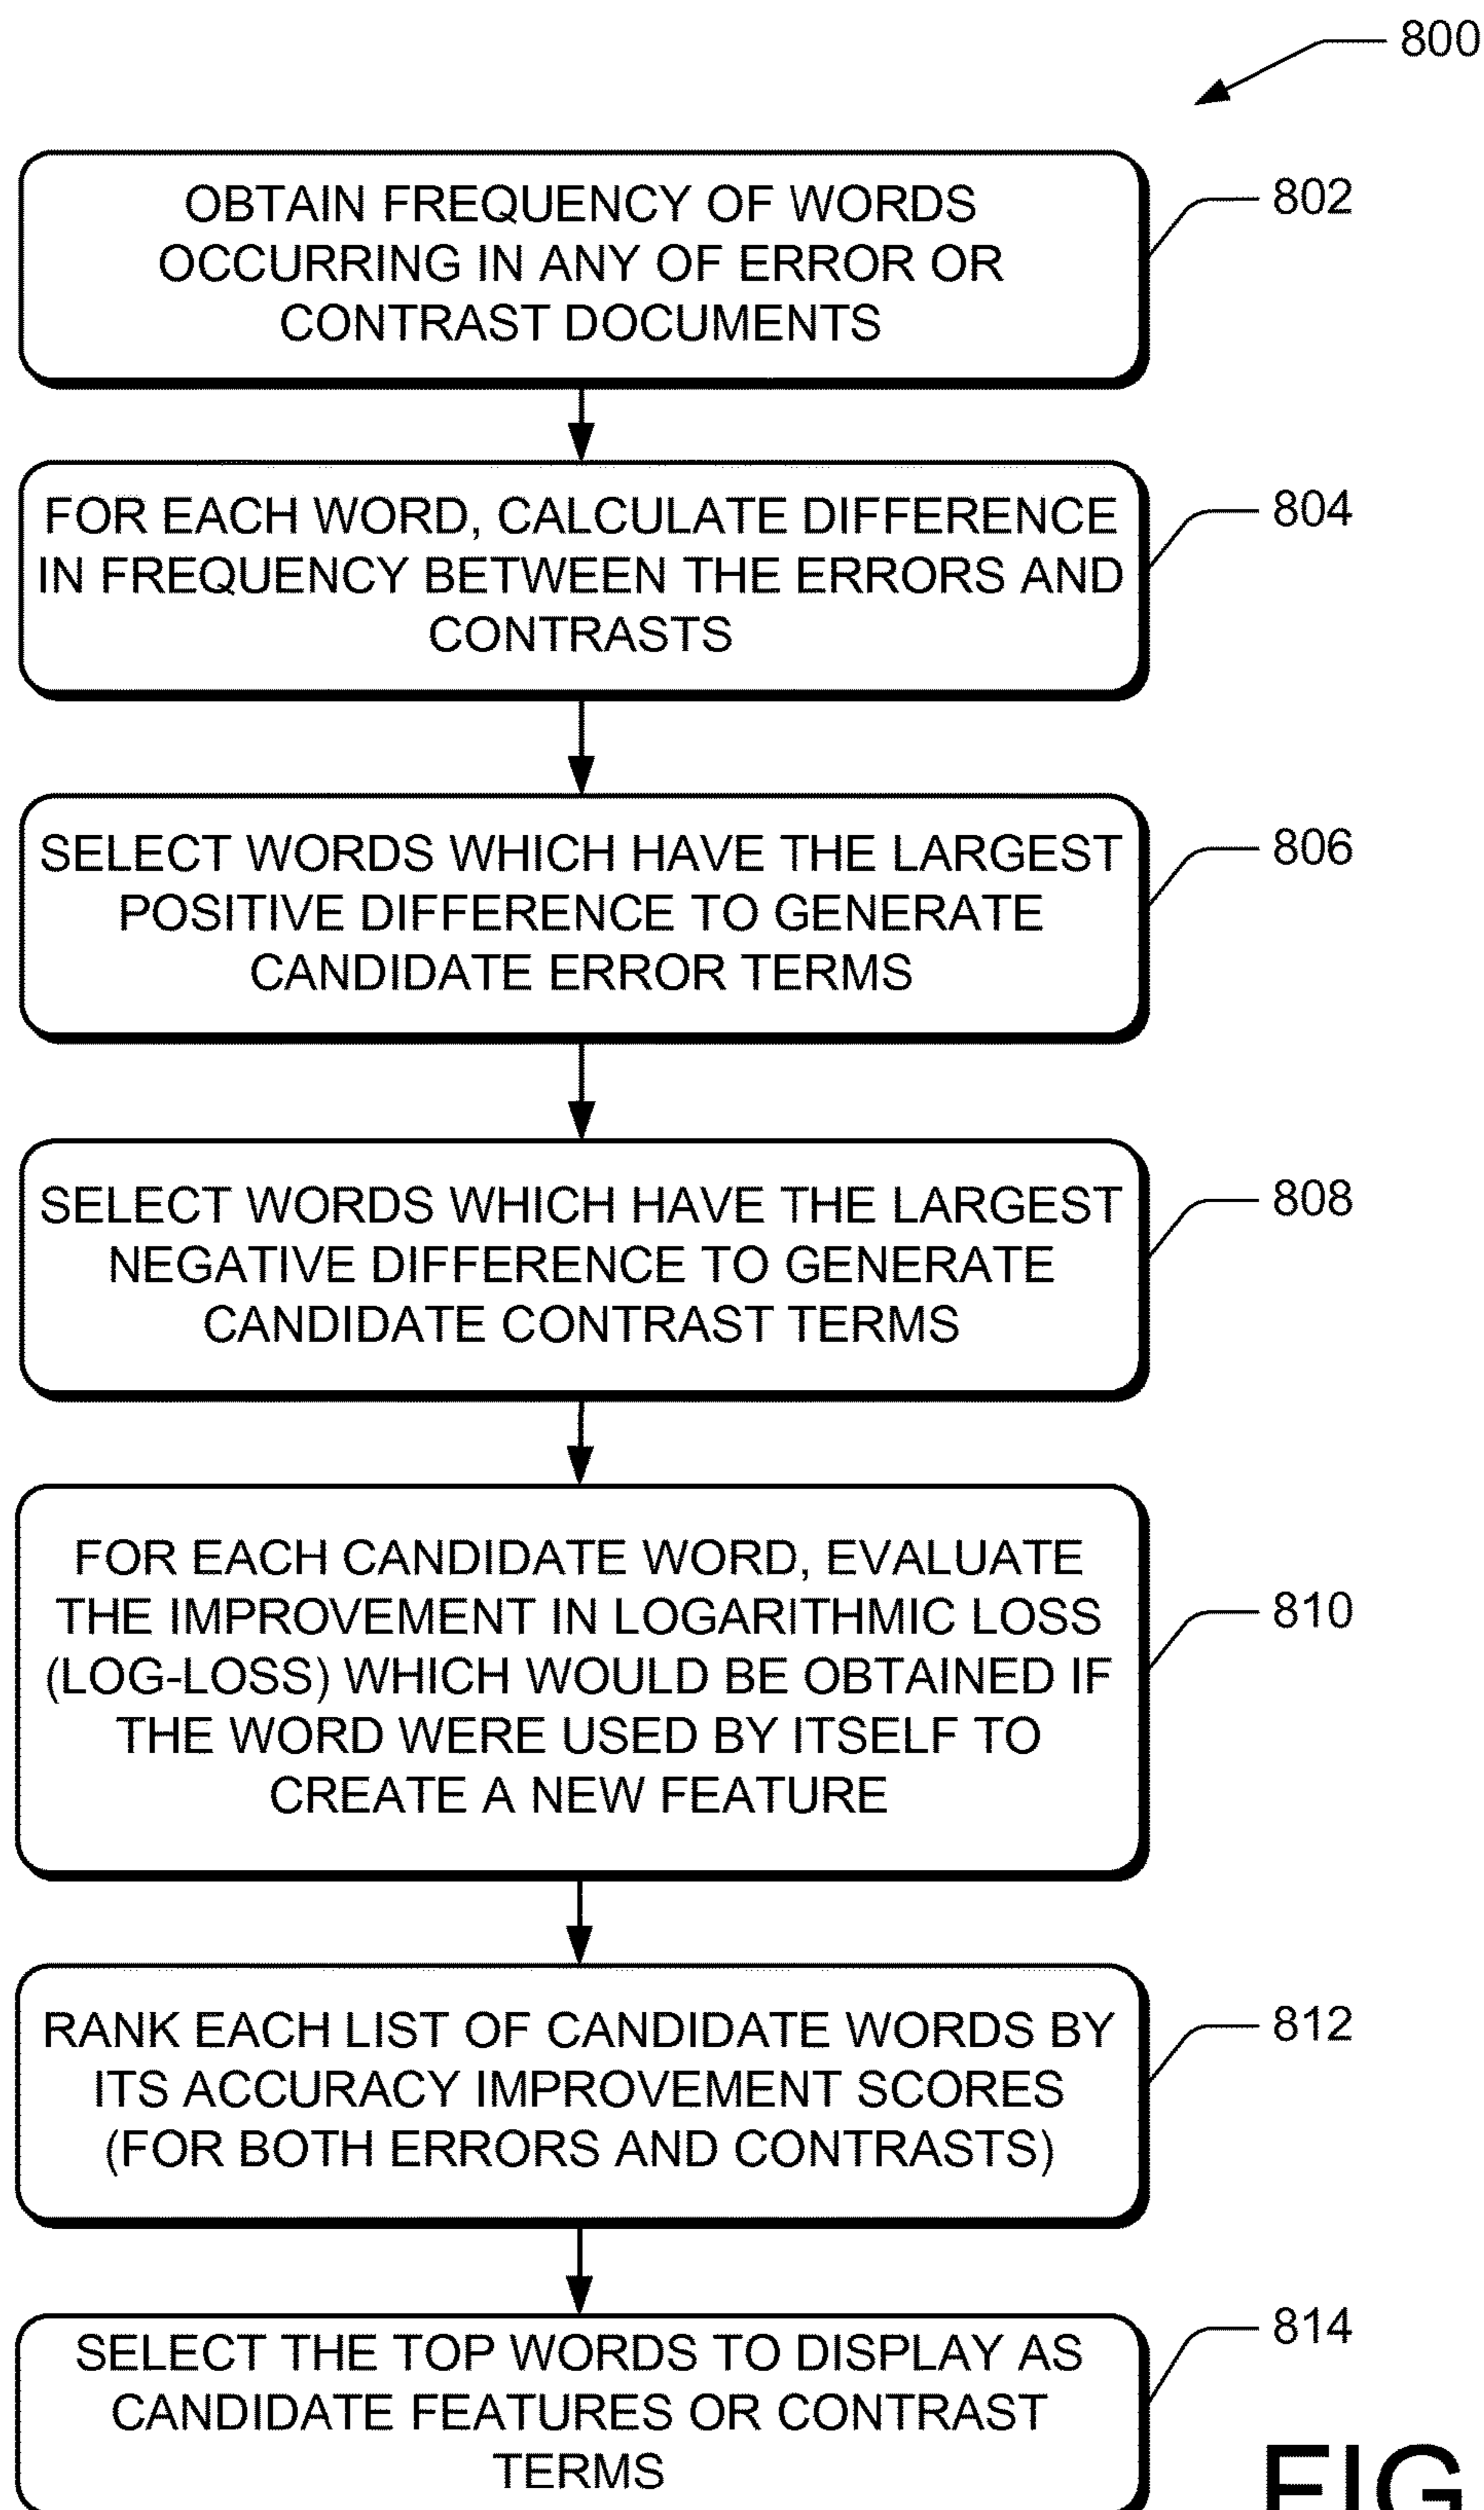 800
OBTAIN FREQUENCY OF WORDS
OCCURRING IN ANY OF ERROR OR
CONTRAST DOCUMENTS
802
FOR EACH WORD, CALCULATE DIFFERENCE
IN FREQUENCY BETWEEN THE ERRORS AND
CONTRASTS
804
SELECT WORDS WHICH HAVE THE LARGEST
POSITIVE DIFFERENCE TO GENERATE
CANDIDATE ERROR TERMS
806
SELECT WORDS WHICH HAVE THE LARGEST
NEGATIVE DIFFERENCE TO GENERATE
CANDIDATE CONTRAST TERMS
808
FOR EACH CANDIDATE WORD, EVALUATE
THE IMPROVEMENT IN LOGARITHMIC LOSS
(LOG-LOSS) WHICH WOULD BE OBTAINED IF
THE WORD WERE USED BY ITSELF TO
CREATE A NEW FEATURE
810
RANK EACH LIST OF CANDIDATE WORDS BY
ITS ACCURACY IMPROVEMENT SCORES
(FOR BOTH ERRORS AND CONTRASTS)
812
SELECT THE TOP WORDS TO DISPLAY AS
CANDIDATE FEATURES OR CONTRAST
TERMS
814
FIG